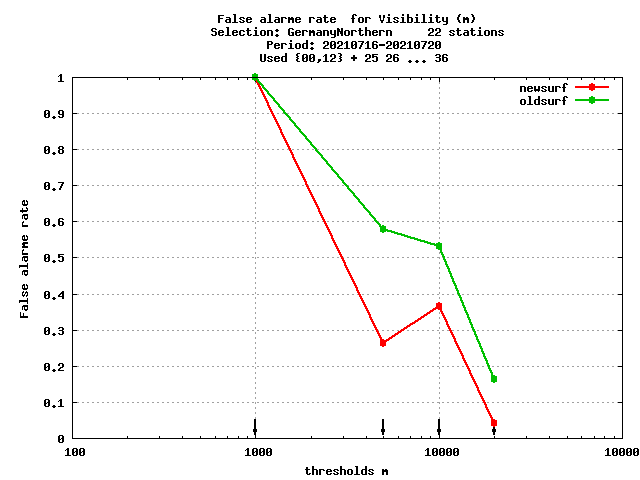 False alarme rate  for Visibility (m)
Selection: GermanyNorthern     22 stations
Period: 20210716-20210720
Used {00,12} + 25 26 ... 36
newsurf
oldsurf
1
0.9
0.8
0.7
0.6
0.5
0.4
0.3
0.2
0.1
0
False alarme rate
100
1000
10000
10000
thresholds m